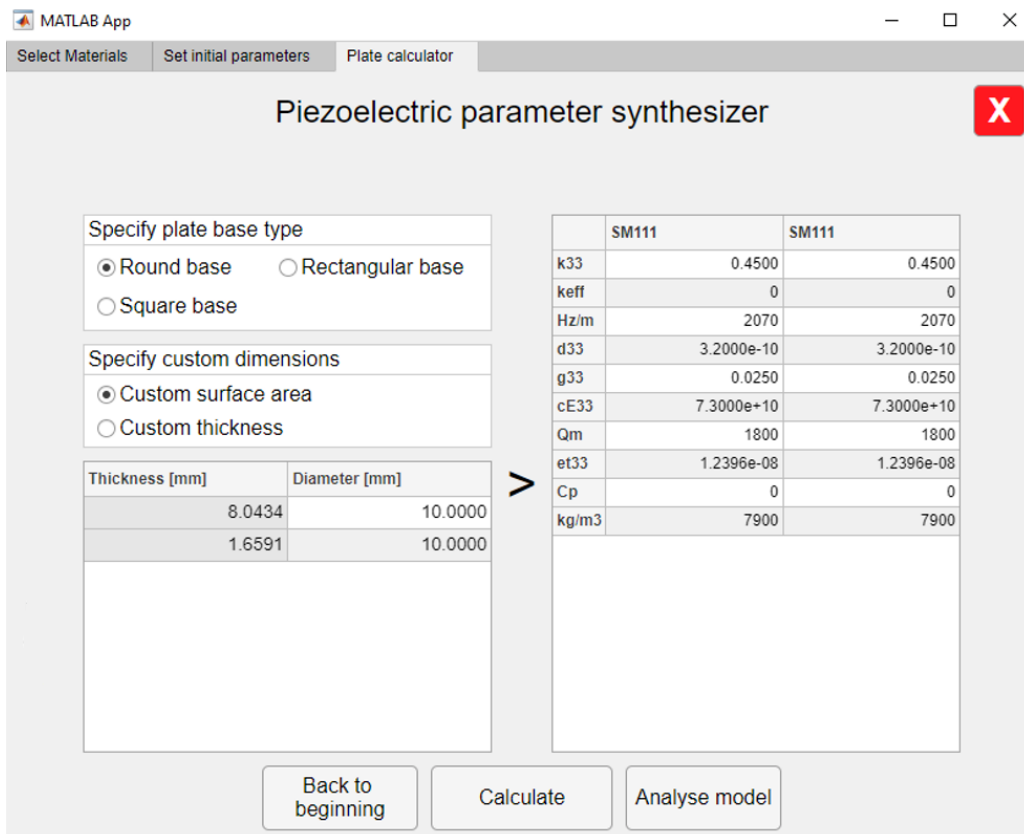 MATLAB App
Select Materials Set initial parameters Plate calculator
Piezoelectric parameter synthesizer
X
Specify plate base type
Round base Rectangular base
Square base
Specify custom dimensions
Custom surface area
Custom thickness
Thickness [mm] Diameter [mm]
8.0434 10.0000
1.6591 10.0000
>
SM111 SM111
k33 0.4500 0.4500
keff 0 0
Hz/m 2070 2070
d33 3.2000e-10 3.2000e-10
g33 0.0250 0.0250
cE33 7.3000e+10 7.3000e+10
Qm 1800 1800
et33 1.2396e-08 1.2396e-08
Cp 0 0
kg/m3 7900 7900
Back to
beginning
Calculate
Analyse model